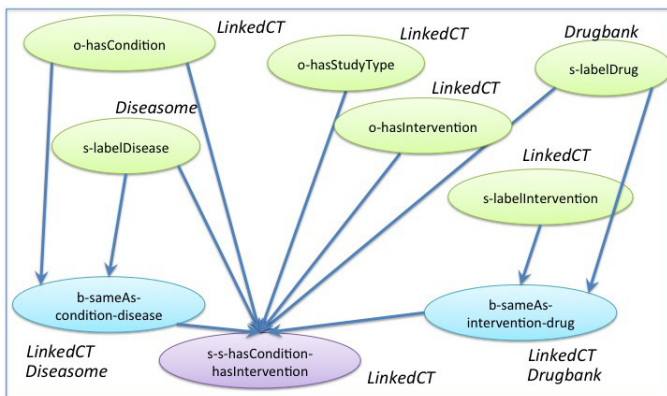 LinkedCT
o-hasCondition
LinkedCT
o-hasStudyType
Drugbank
s-labelDrug
LinkedCT
o-hasIntervention
Diseasome
s-labelDisease
LinkedCT
s-labelIntervention
b-sameAs-
condition-disease
LinkedCT
Diseasome
b-sameAs-
intervention-drug
LinkedCT
Drugbank
s-s-hasCondition-
hasIntervention
LinkedCT